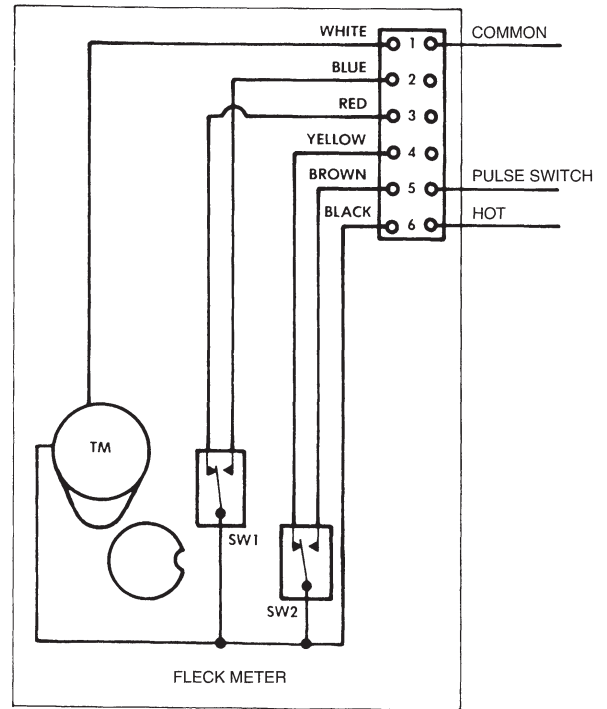 WHITE 1 COMMON
BLUE 2
RED 3
YELLOW 4
BROWN 5 PULSE SWITCH
BLACK 6 HOT
TM
SW1
SW2
FLECK METER